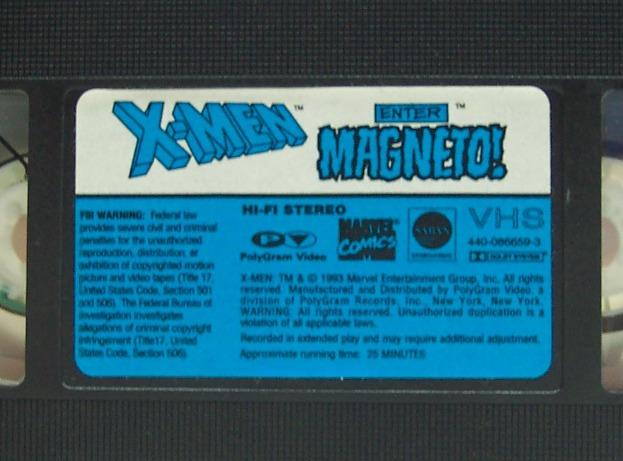 X-MEN™
ENTER™
MAGNETO!
FBI WARNING: Federal law
provides severe civil and criminal
penalties for the unauthorized
reproduction, distribution, or
exhibition of copyrighted motion
picture and video tapes (Title 17,
United States Code, Section 501
and 506). The Federal Bureau of
Investigation investigates
allegations of criminal copyright
infringement (Title17, United
States Code, Section 506).
HI-FI STEREO
PolyGram Video
MARVEL®
COMICS
SABAN
VHS
440-086659-3
DOLBY SYSTEM
X-MEN: TM & © 1993 Marvel Entertainment Group, Inc. All rights
reserved. Manufactured and Distributed by PolyGram Video, a
division of PolyGram Records, Inc., New York, New York.
WARNING: All rights reserved. Unauthorized duplication is a
violation of all applicable laws.
Recorded in extended play and may require additional adjustment.
Approximate running time: 25 MINUTES